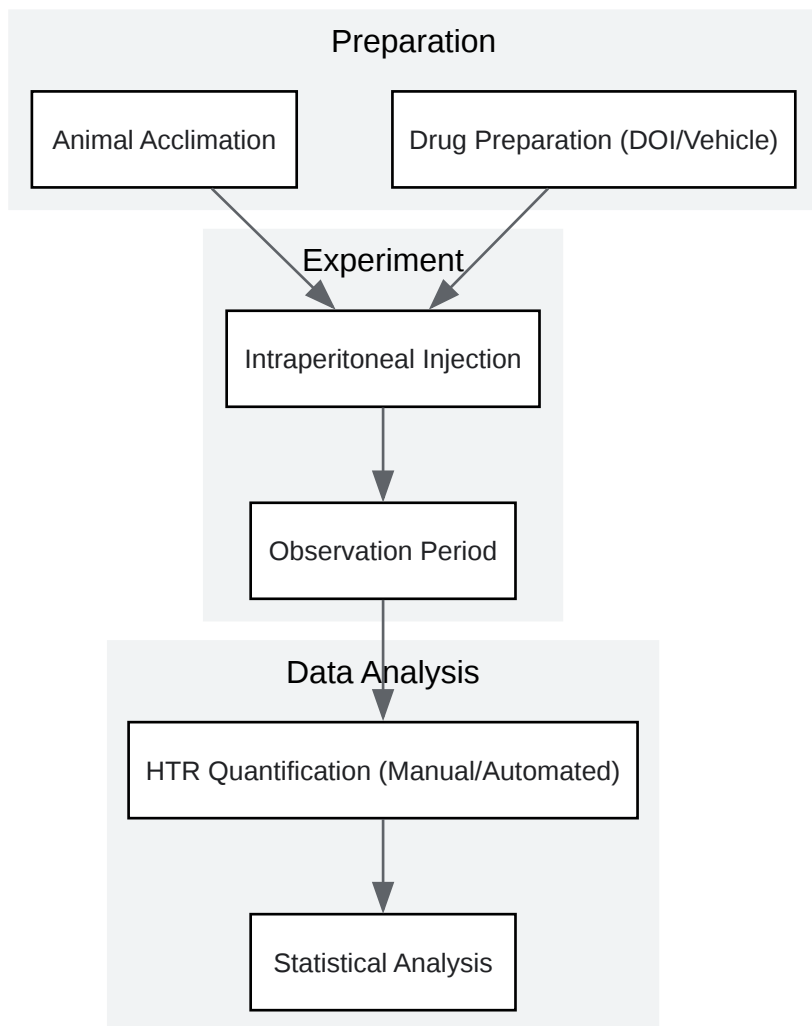 Preparation
Animal Acclimation
Drug Preparation (DOI/Vehicle)
Experiment
Intraperitoneal Injection
Observation Period
Data Analysis
HTR Quantification (Manual/Automated)
Statistical Analysis